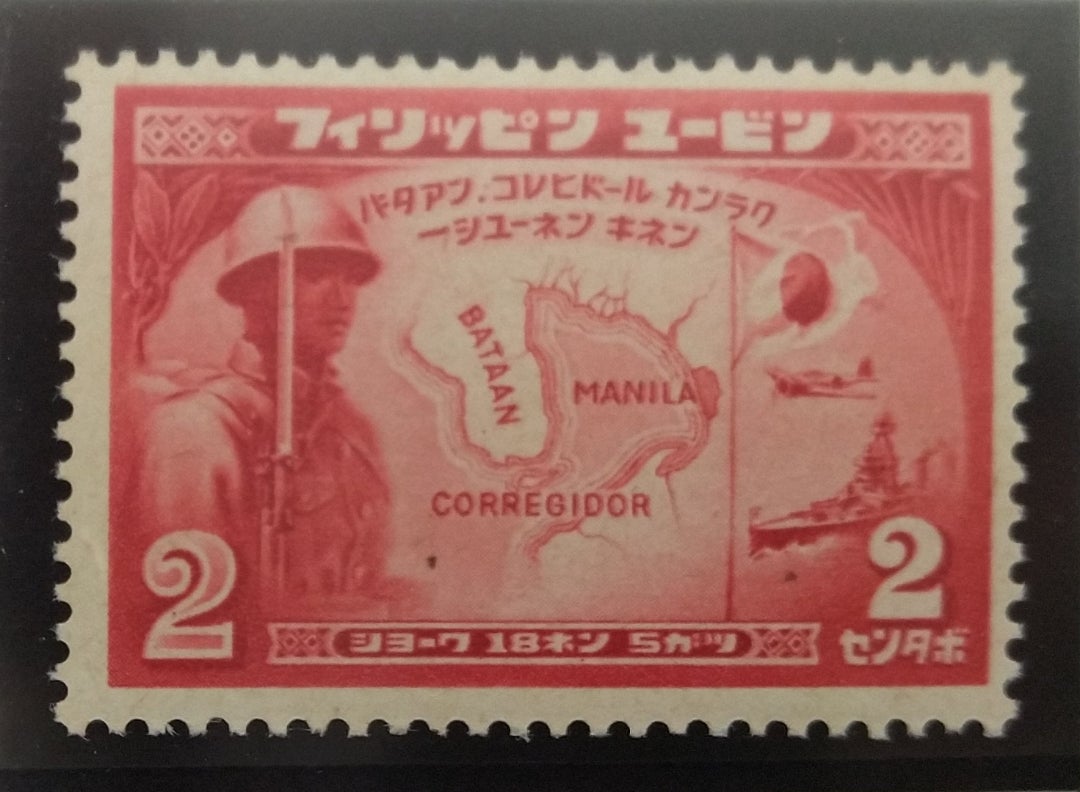 フィリッピン ユービン
バタアン、コレヒドール カンラク
一シューネン キネン
BATAAN
MANILA
CORREGIDOR
2
2
シヨーワ 18ネン 5ガツ
センタボ